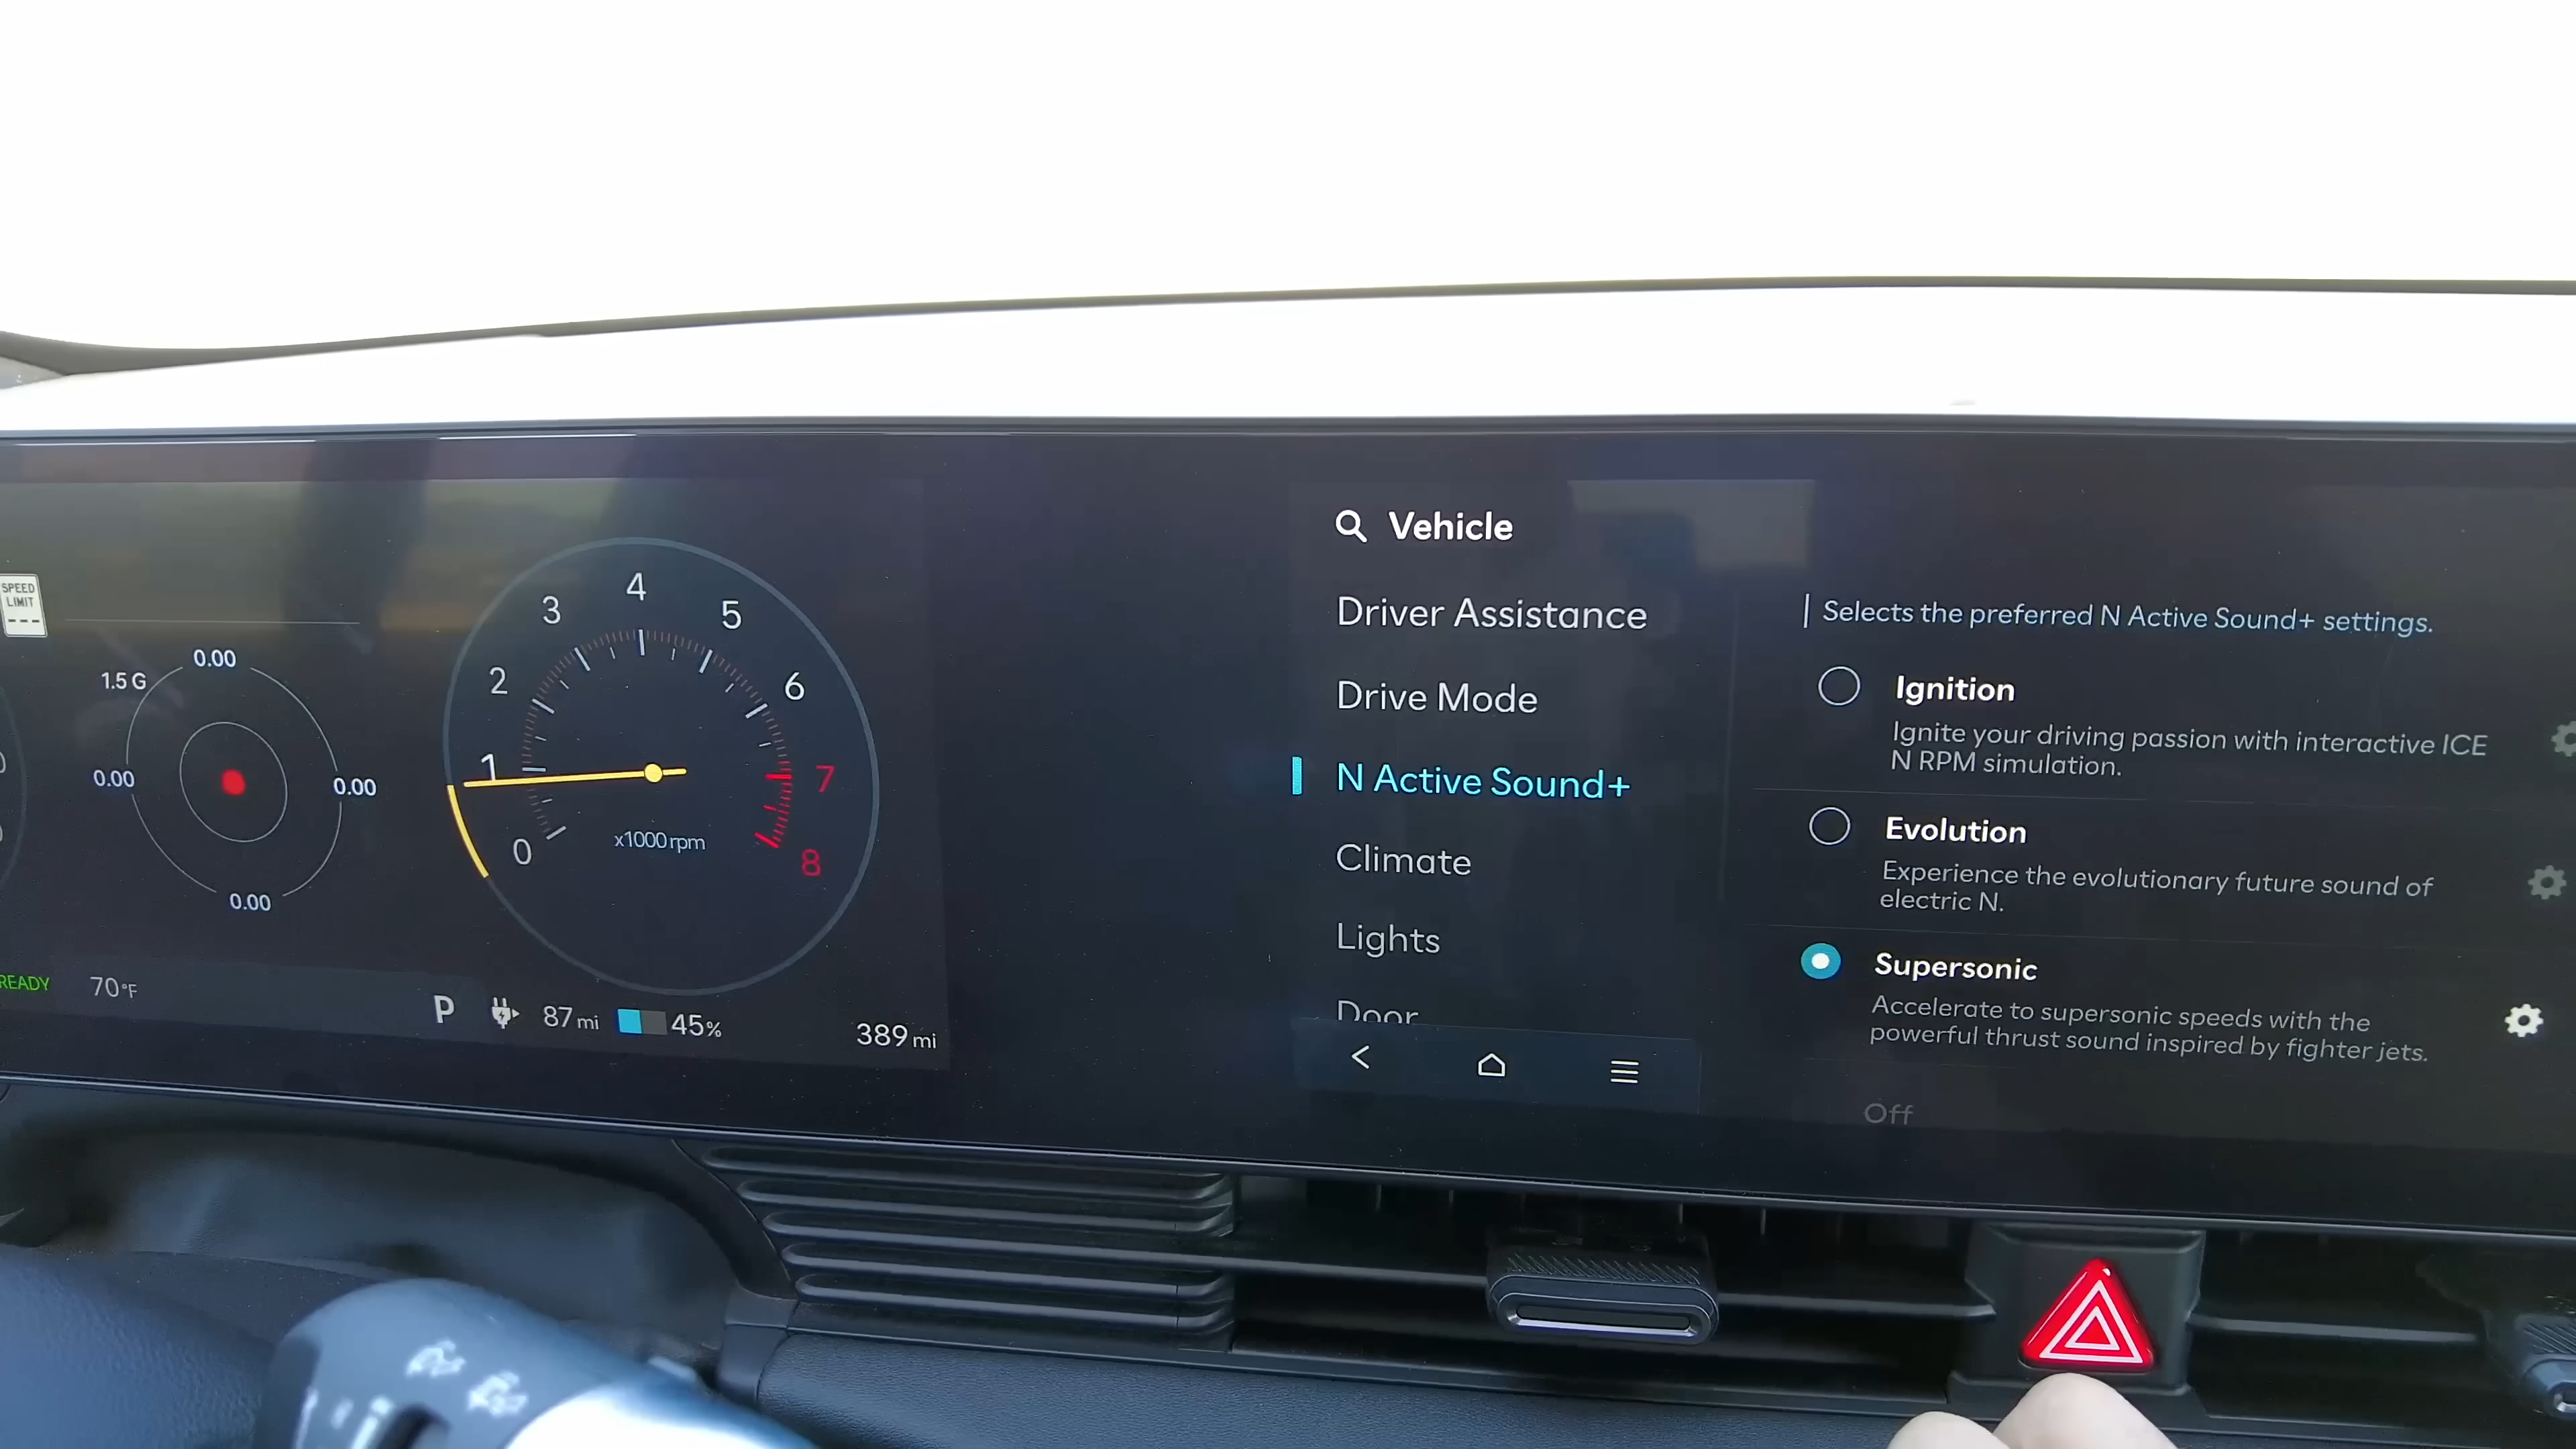 SPEED
LIMIT
---
0.00
1.5 G
0.00
0.00
0.00
0
1
2
3
4
5
6
7
8
x1000 rpm
READY
70°F
P
87 mi
45%
389 mi
Vehicle
Driver Assistance
Drive Mode
N Active Sound+
Climate
Lights
Door
Selects the preferred N Active Sound+ settings.
Ignition
Ignite your driving passion with interactive ICE
N RPM simulation.
Evolution
Experience the evolutionary future sound of
electric N.
Supersonic
Accelerate to supersonic speeds with the
powerful thrust sound inspired by fighter jets.
Off